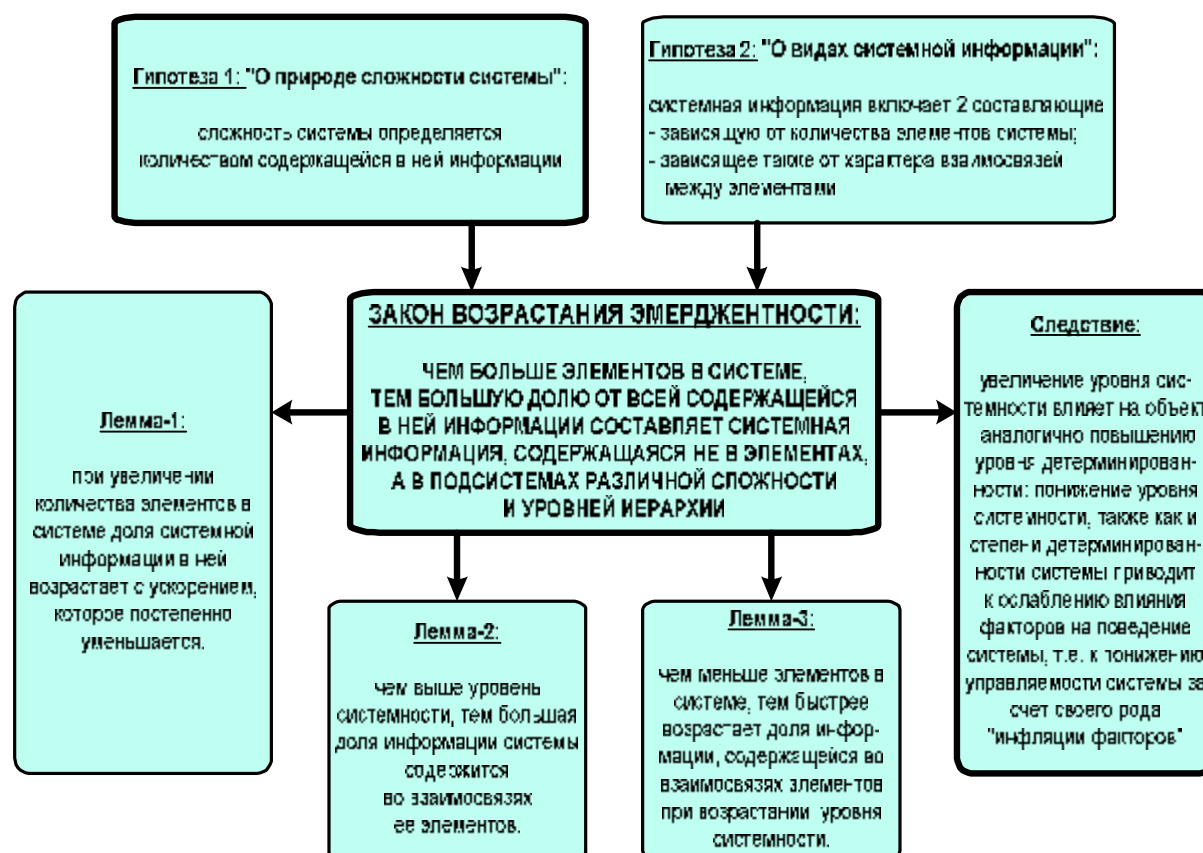 Гипотеза 1: "О природе сложности системы":
сложность системы определяется
количеством содержащейся в ней информации
Гипотеза 2: "О видах системной информации":
системная информация включает 2 составляющие
- зависящую от количества элементов системы;
- зависящее также от характера взаимосвязей
между элементами
ЗАКОН ВОЗРАСТАНИЯ ЭМЕРДЖЕНТНОСТИ:
ЧЕМ БОЛЬШЕ ЭЛЕМЕНТОВ В СИСТЕМЕ,
ТЕМ БОЛЬШУЮ ДОЛЮ ОТ ВСЕЙ СОДЕРЖАЩЕЙСЯ
В НЕЙ ИНФОРМАЦИИ СОСТАВЛЯЕТ СИСТЕМНАЯ
ИНФОРМАЦИЯ, СОДЕРЖАЩАЯСЯ НЕ В ЭЛЕМЕНТАХ,
А В ПОДСИСТЕМАХ РАЗЛИЧНОЙ СЛОЖНОСТИ
И УРОВНЕЙ ИЕРАРХИИ
Лемма-1:
при увеличении
количества элементов в
системе доля системной
информации в ней
возрастает с ускорением,
которое постепенно
уменьшается.
Лемма-2:
чем выше уровень
системности, тем большая
доля информации системы
содержится
во взаимосвязях
ее элементов.
Лемма-3:
чем меньше элементов в
системе, тем быстрее
возрастает доля инфор-
мации, содержащейся во
взаимосвязях элементов
при возрастании уровня
системности.
Следствие:
увеличение уровня сис-
темности влияет на объект
аналогично повышению
уровня детерминирован-
ности: понижение уровня
системности, также как и
степени детерминирован-
ности системы приводит
к ослаблению влияния
факторов на поведение
системы, т.е. к понижению
управляемости системы за
счет своего рода
"инфляции факторов"